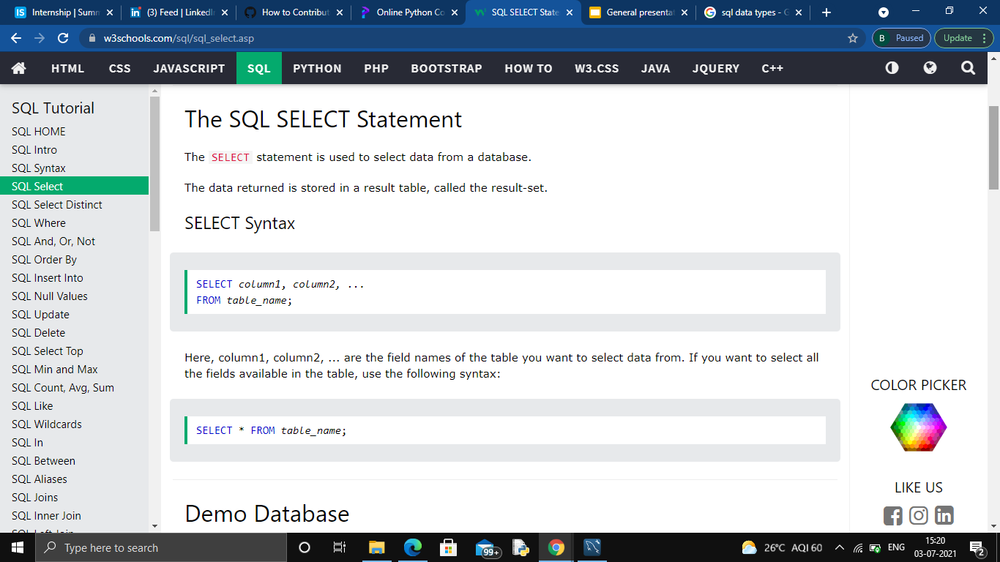 Internship | Summ
(3) Feed | LinkedIn
How to Contribut
Online Python Co
SQL SELECT State
General presentat
sql data types - G
w3schools.com/sql/sql_select.asp
B
Paused
Update
HTML
CSS
JAVASCRIPT
SQL
PYTHON
PHP
BOOTSTRAP
HOW TO
W3.CSS
JAVA
JQUERY
C++
SQL Tutorial
SQL HOME
SQL Intro
SQL Syntax
SQL Select
SQL Select Distinct
SQL Where
SQL And, Or, Not
SQL Order By
SQL Insert Into
SQL Null Values
SQL Update
SQL Delete
SQL Select Top
SQL Min and Max
SQL Count, Avg, Sum
SQL Like
SQL Wildcards
SQL In
SQL Between
SQL Aliases
SQL Joins
SQL Inner Join
SQL Left Join
The SQL SELECT Statement
The SELECT statement is used to select data from a database.
The data returned is stored in a result table, called the result-set.
SELECT Syntax
SELECT column1, column2, ...
FROM table_name;
Here, column1, column2, ... are the field names of the table you want to select data from. If you want to select all
the fields available in the table, use the following syntax:
SELECT * FROM table_name;
Demo Database
COLOR PICKER
LIKE US
Type here to search
99+
26°C AQI 60
ENG
15:20
03-07-2021
2